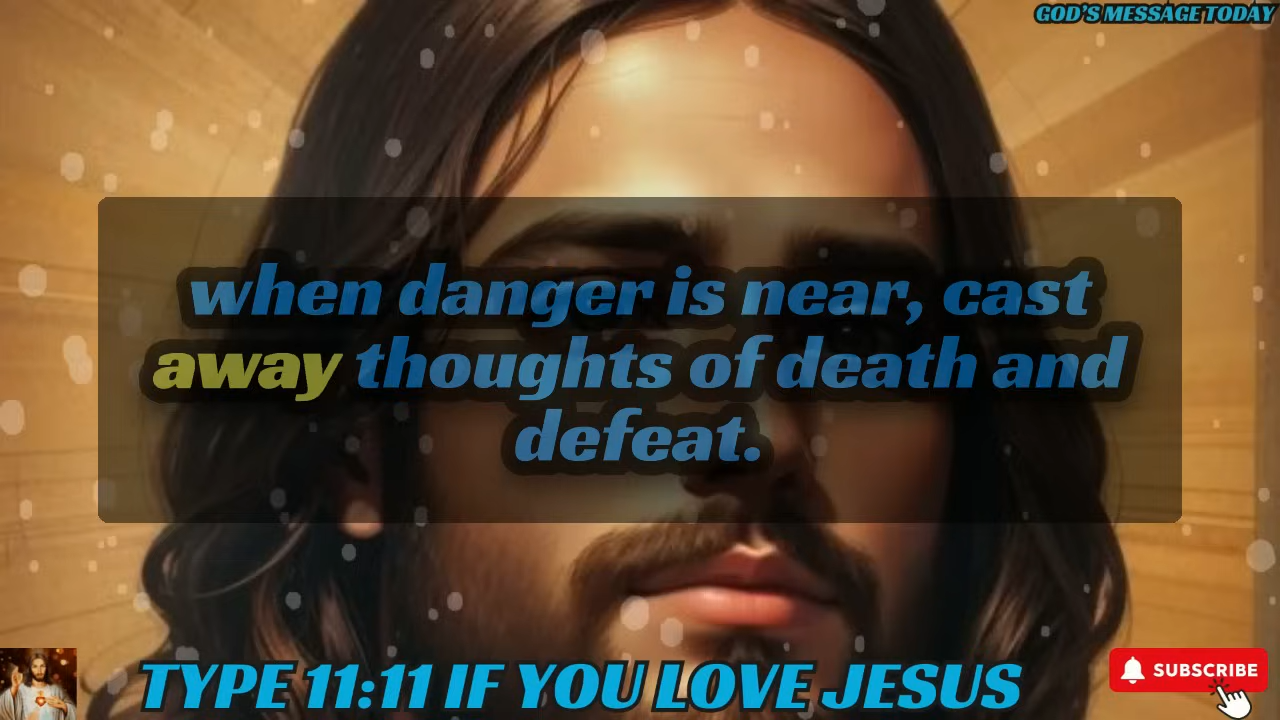 GOD'S MESSAGE TODAY
when danger is near, cast
away thoughts of death and
defeat.
TYPE 11:11 IF YOU LOVE JESUS
SUBSCRIBE